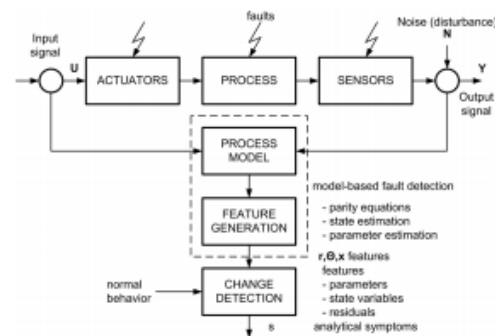 Input
signal
faults
Noise (disturbance)
N
U
ACTUATORS
PROCESS
SENSORS
Y
Output
signal
PROCESS
MODEL
model-based fault detection
- parity equations
- state estimation
- parameter estimation
FEATURE
GENERATION
r,Θ,x features
features
- parameters
- state variables
- residuals
normal
behavior
CHANGE
DETECTION
s
analytical symptoms